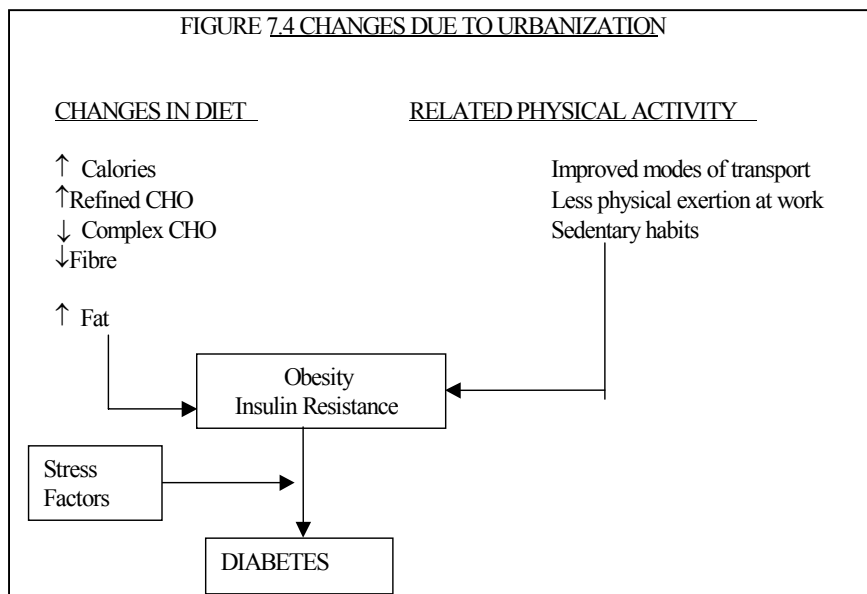 FIGURE 7.4 CHANGES DUE TO URBANIZATION
CHANGES IN DIET
RELATED PHYSICAL ACTIVITY
↑ Calories
↑Refined CHO
↓ Complex CHO
↓Fibre
↑ Fat
Improved modes of transport
Less physical exertion at work
Sedentary habits
Obesity
Insulin Resistance
Stress
Factors
DIABETES